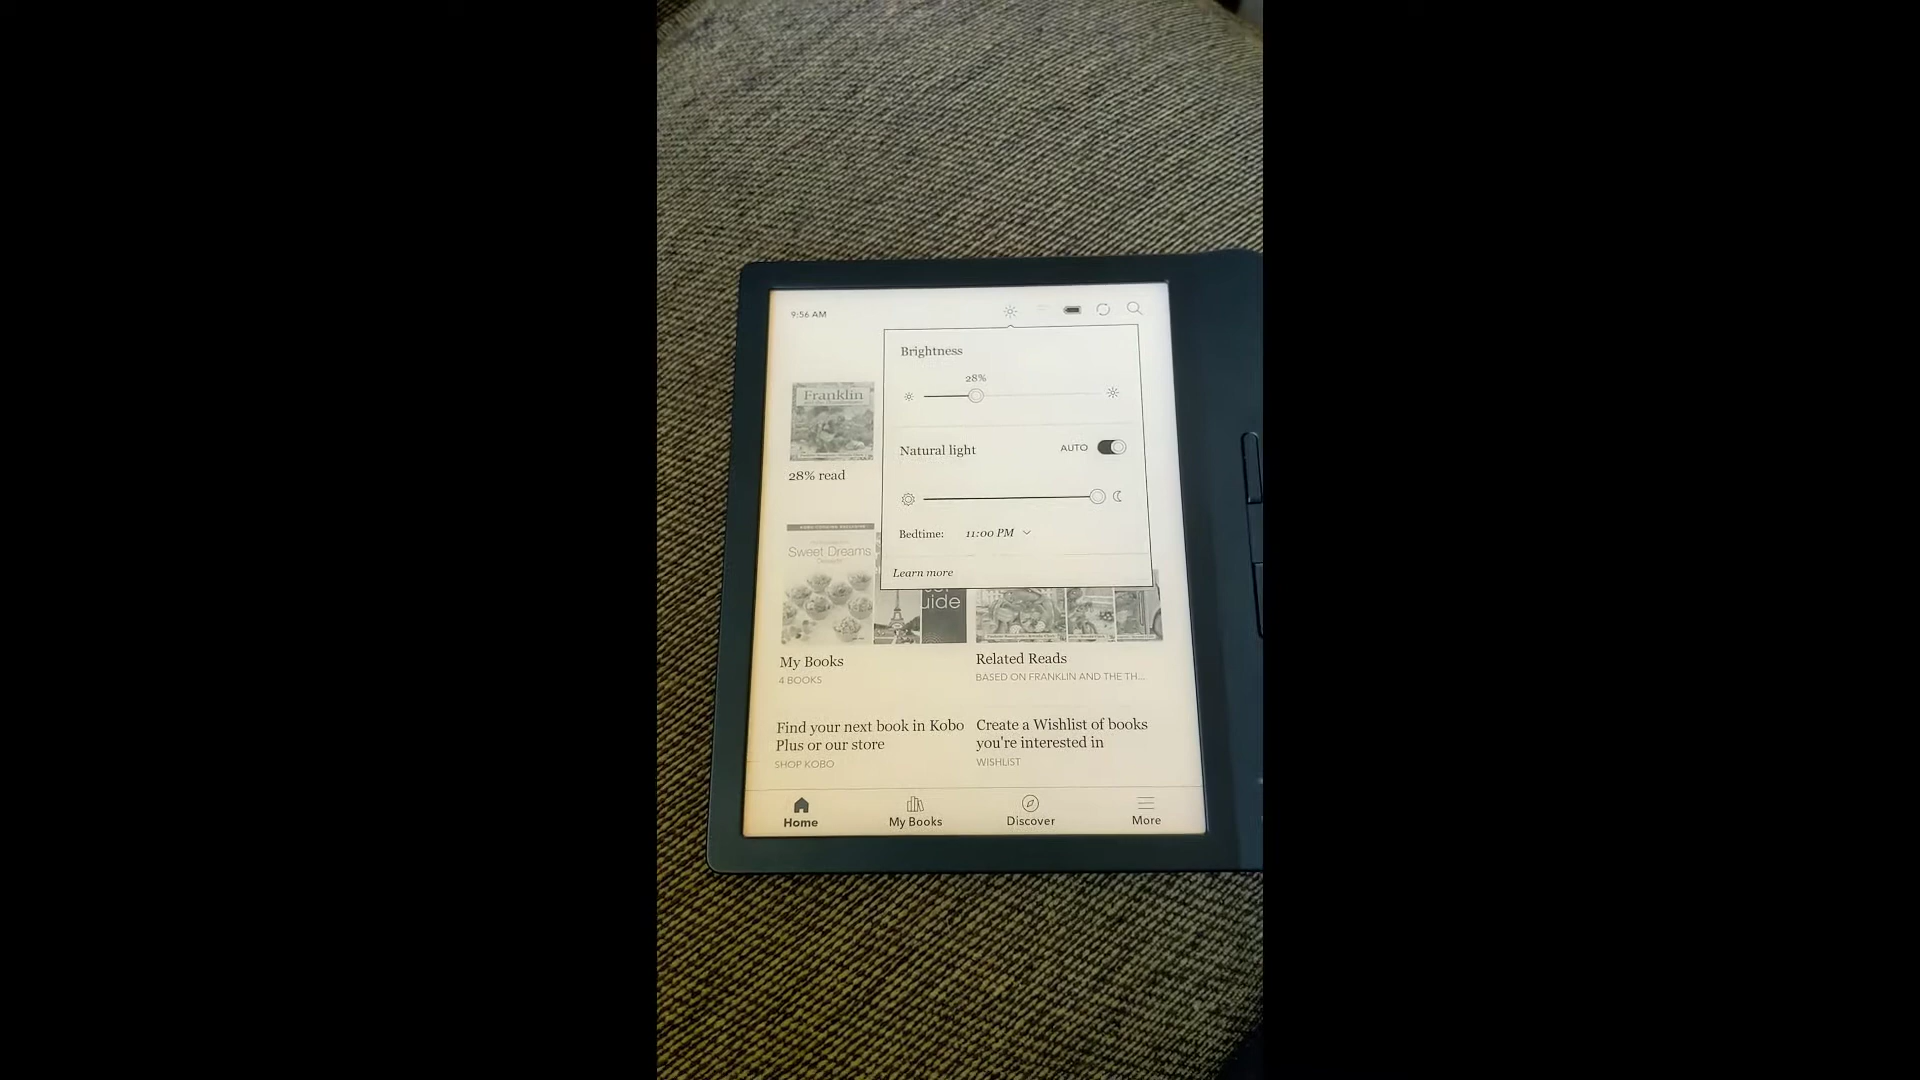 9:56 AM
Brightness
28%
Natural light
AUTO
Bedtime: 11:00 PM
Learn more
Franklin
28% read
Sweet Dreams
uide
My Books
4 BOOKS
Related Reads
BASED ON FRANKLIN AND THE TH...
Find your next book in Kobo
Plus or our store
SHOP KOBO
Create a Wishlist of books
you're interested in
WISHLIST
Home
My Books
Discover
More